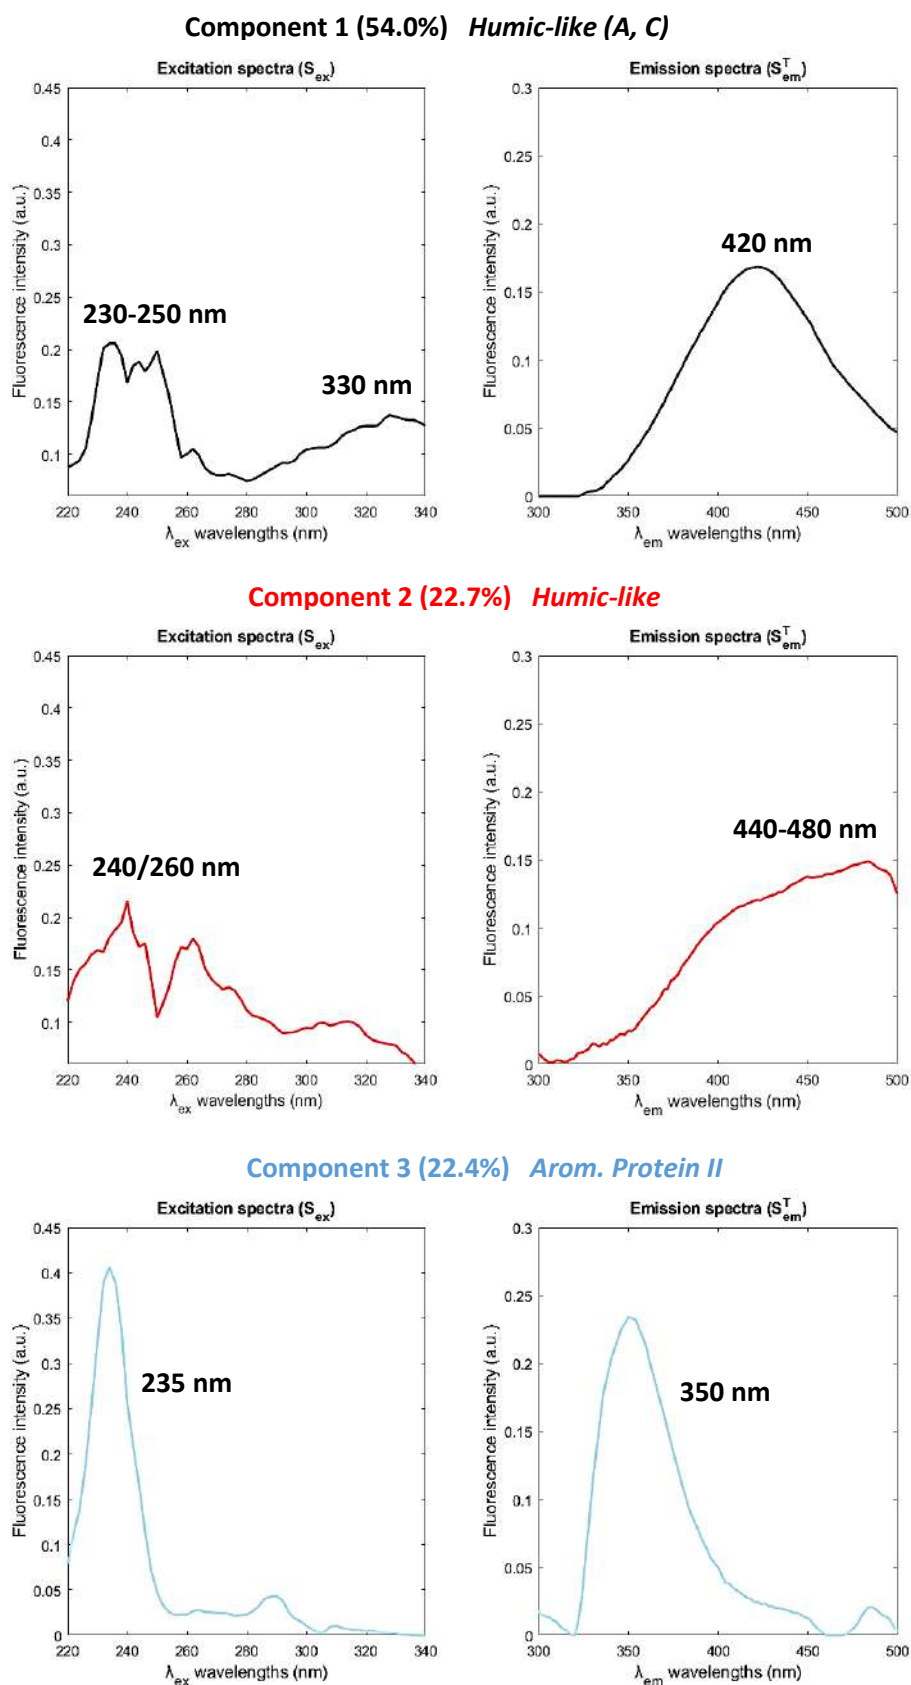 Component 1 (54.0%) Humic-like (A, C)
Excitation spectra (S_ex)
Fluorescence intensity (a.u.)
0.45
0.4
0.35
0.3
0.25
0.2
0.15
0.1
230-250 nm
330 nm
220 240 260 280 300 320 340
λ_ex wavelengths (nm)
Emission spectra (S_em^T)
Fluorescence intensity (a.u.)
0.3
0.25
0.2
0.15
0.1
0.05
0
420 nm
300 350 400 450 500
λ_em wavelengths (nm)
Component 2 (22.7%) Humic-like
Excitation spectra (S_ex)
Fluorescence intensity (a.u.)
0.45
0.4
0.35
0.3
0.25
0.2
0.15
0.1
240/260 nm
220 240 260 280 300 320 340
λ_ex wavelengths (nm)
Emission spectra (S_em^T)
Fluorescence intensity (a.u.)
0.3
0.25
0.2
0.15
0.1
0.05
0
440-480 nm
300 350 400 450 500
λ_em wavelengths (nm)
Component 3 (22.4%) Arom. Protein II
Excitation spectra (S_ex)
Fluorescence intensity (a.u.)
0.45
0.4
0.35
0.3
0.25
0.2
0.15
0.1
0.05
0
235 nm
220 240 260 280 300 320 340
λ_ex wavelengths (nm)
Emission spectra (S_em^T)
Fluorescence intensity (a.u.)
0.3
0.25
0.2
0.15
0.1
0.05
0
350 nm
300 350 400 450 500
λ_em wavelengths (nm)